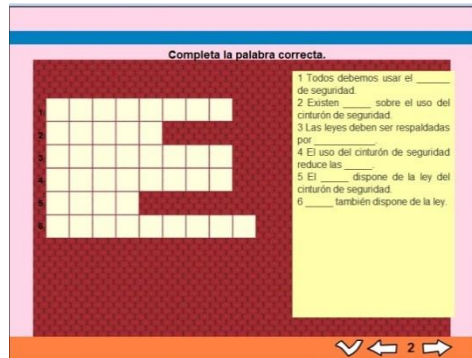 Completa la palabra correcta.
1 Todos debemos usar el ______
de seguridad.
2 Existen _____ sobre el uso del
cinturón de seguridad.
3 Las leyes deben ser respaldadas
por ___________.
4 El uso del cinturón de seguridad
reduce las _____.
5 El _____ dispone de la ley del
cinturón de seguridad.
6 _____ también dispone de la ley.
1
2
3
4
5
6
2